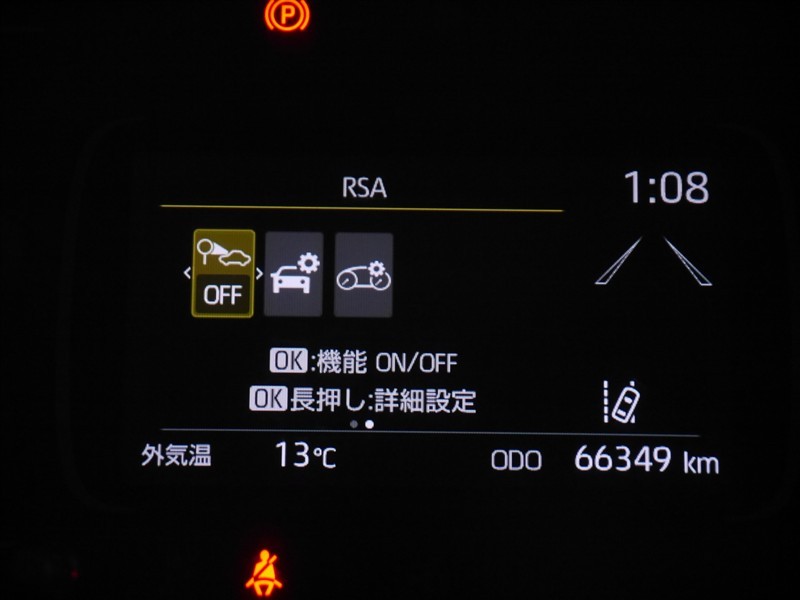 P
RSA
1:08
OFF
OK:機能 ON/OFF
OK長押し:詳細設定
外気温 13℃ ODO 66349 km